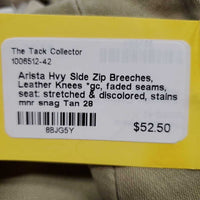 The Tack Collector
1006512-42
Arista Hvy Side Zip Breeches,
Leather Knees *gc, faded seams,
seat: stretched & discolored, stains
mnr snag Tan 28
8BJG5Y
$52.50